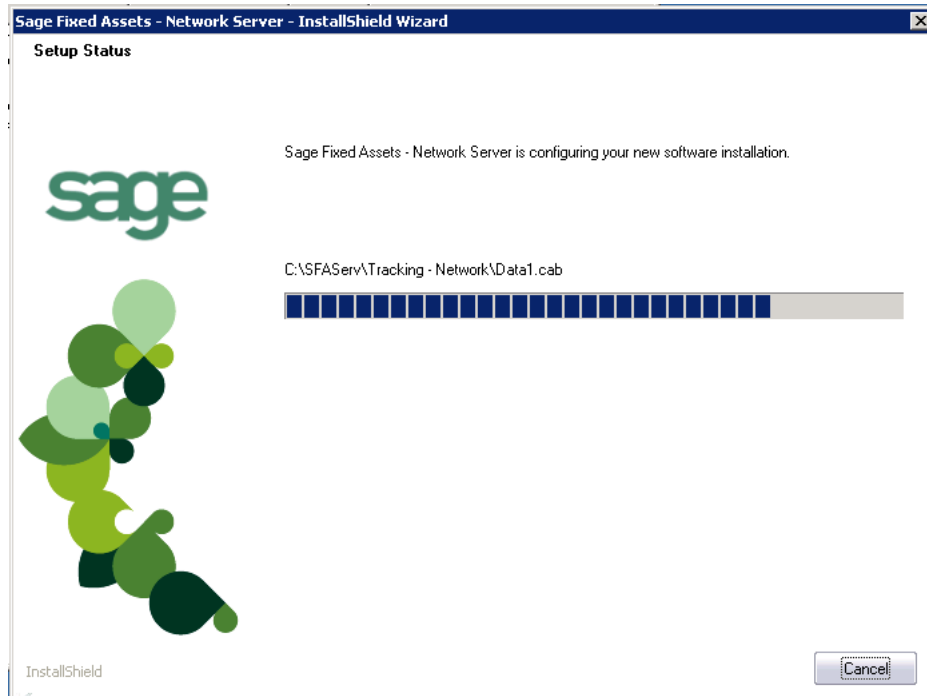 Sage Fixed Assets - Network Server - InstallShield Wizard
Setup Status
Sage Fixed Assets - Network Server is configuring your new software installation.
sage
C:\SFAServ\Tracking - Network\Data1.cab
InstallShield
Cancel